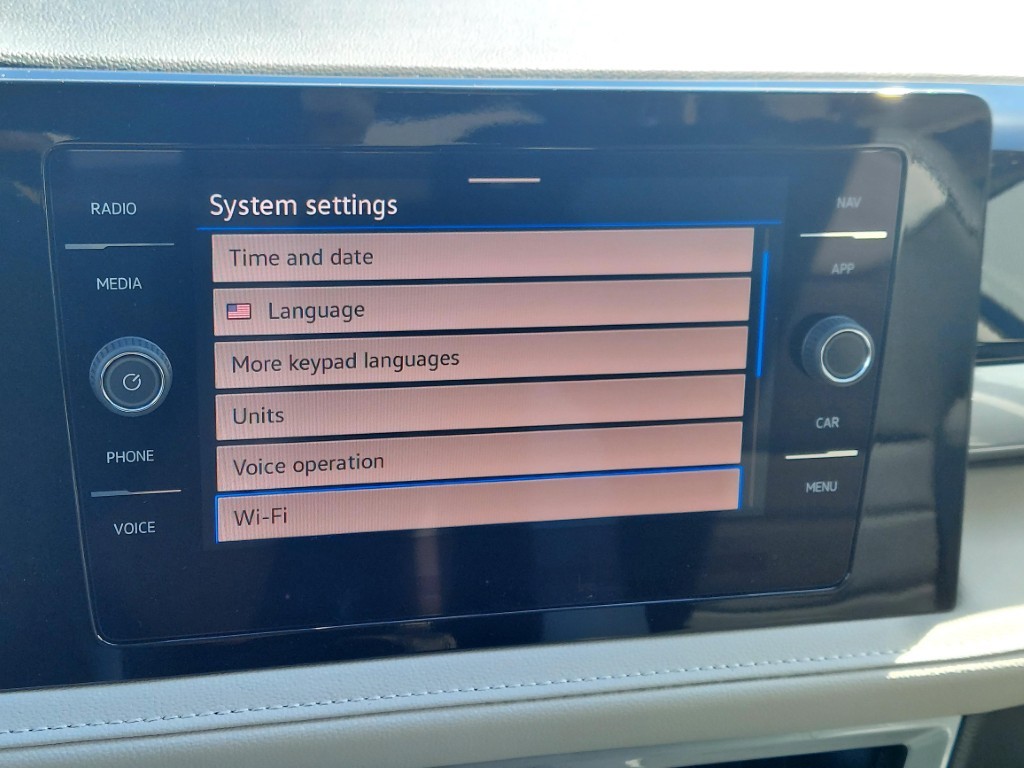 RADIO
MEDIA
PHONE
VOICE
System settings
Time and date
Language
More keypad languages
Units
Voice operation
Wi-Fi
NAV
APP
CAR
MENU